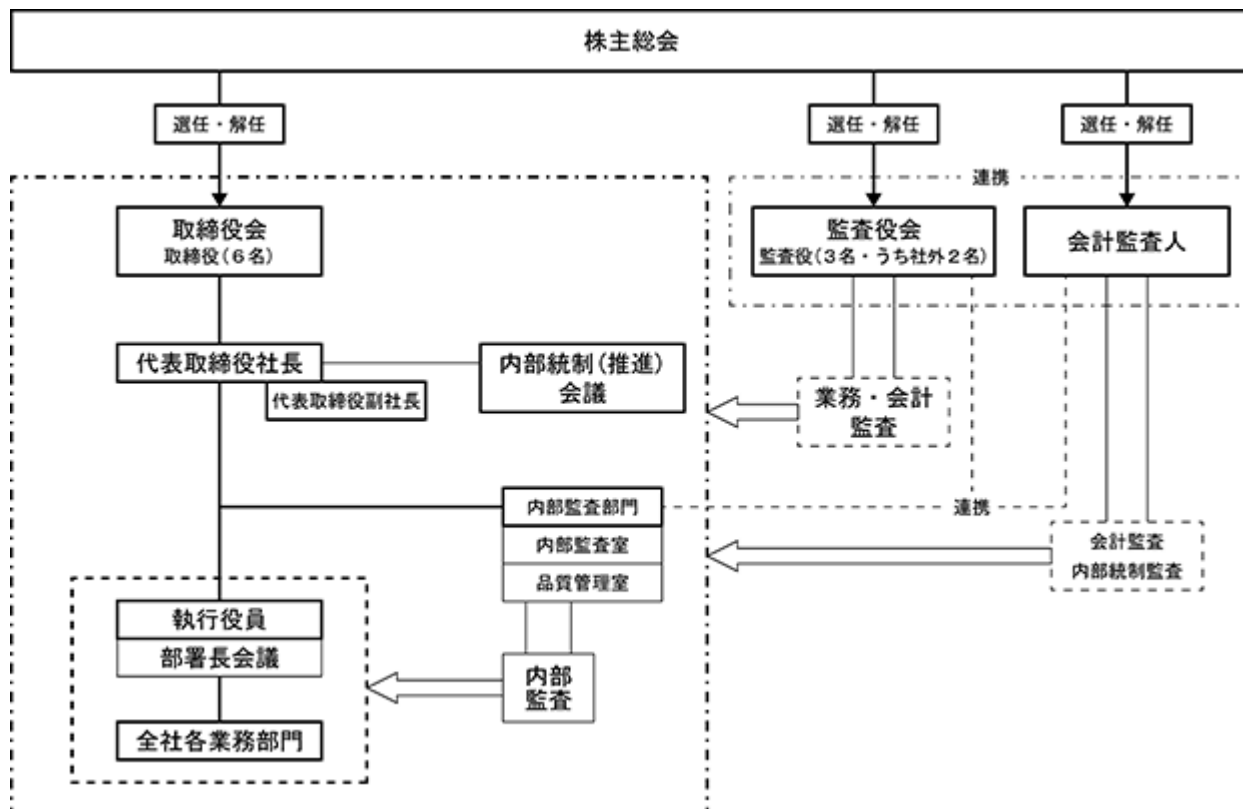 株主総会
選任・解任
選任・解任
選任・解任
連携
取締役会
取締役(6名)
監査役会
監査役(3名・うち社外2名)
会計監査人
代表取締役社長
代表取締役副社長
内部統制(推進)
会議
業務・会計
監査
内部監査部門
内部監査室
品質管理室
連携
会計監査
内部統制監査
執行役員
部署長会議
内部
監査
全社各業務部門